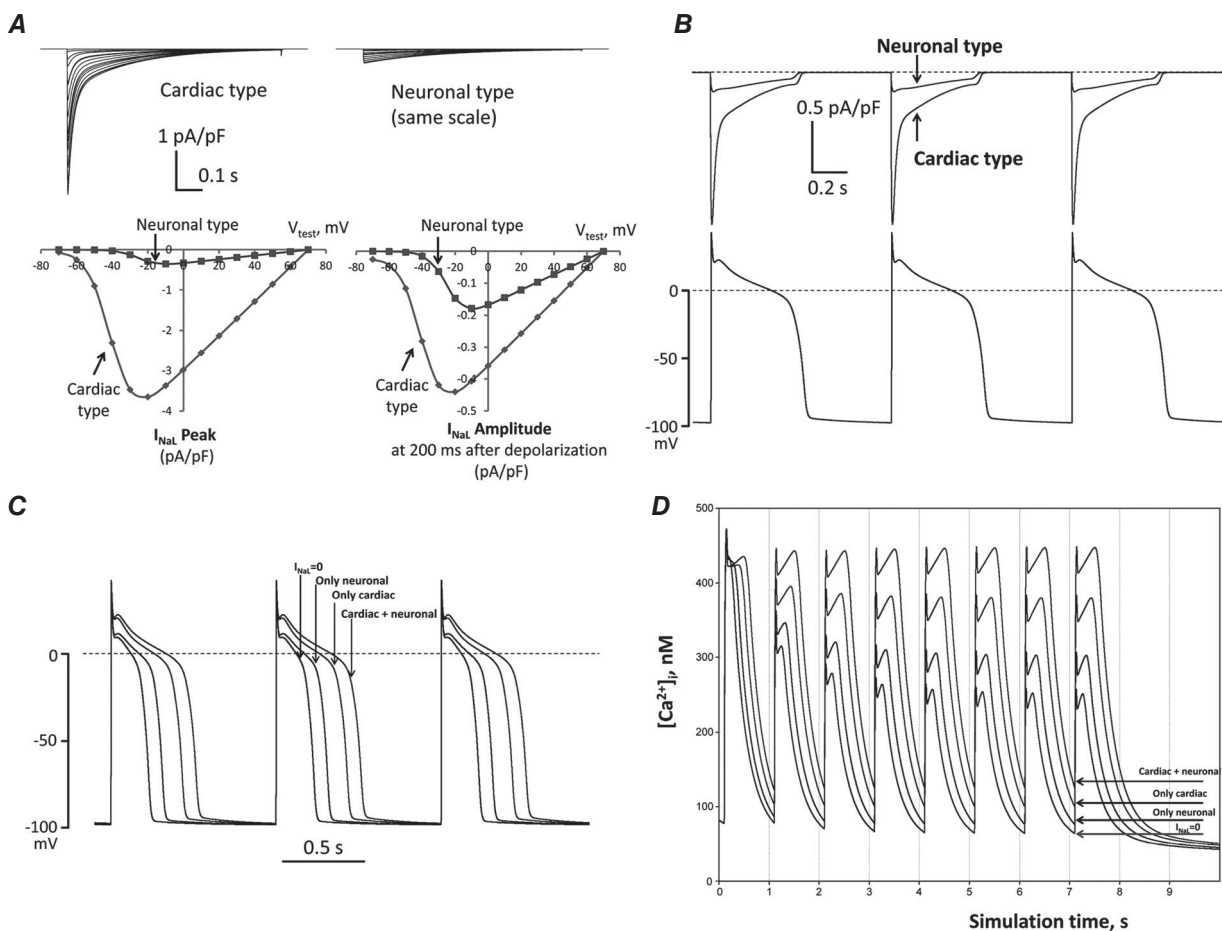 A
Cardiac type
Neuronal type
(same scale)
1 pA/pF
0.1 s
Neuronal type
V_test, mV
-80 -60 -40 -20 0 20 40 60 80
0
-1
-2
-3
-4
Cardiac
type
I_NaL Peak
(pA/pF)
Neuronal type
V_test, mV
-80 -60 -40 -20 0 20 40 60 80
0
-0.1
-0.2
-0.3
-0.4
-0.5
Cardiac
type
I_NaL Amplitude
at 200 ms after depolarization
(pA/pF)
B
Neuronal type
0.5 pA/pF
0.2 s
Cardiac type
0
-50
-100
mV
C
I_NaL=0
Only neuronal
Only cardiac
Cardiac + neuronal
0
-50
-100
mV
0.5 s
D
[Ca²⁺]i, nM
500
400
300
200
100
0
Cardiac + neuronal
Only cardiac
Only neuronal
I_NaL=0
0 1 2 3 4 5 6 7 8 9
Simulation time, s